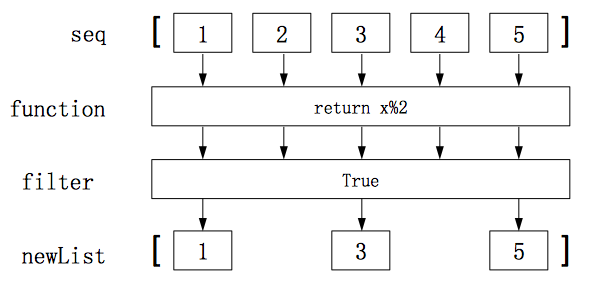 seq [ 1 2 3 4 5 ]
function return x%2
filter True
newList [ 1 3 5 ]